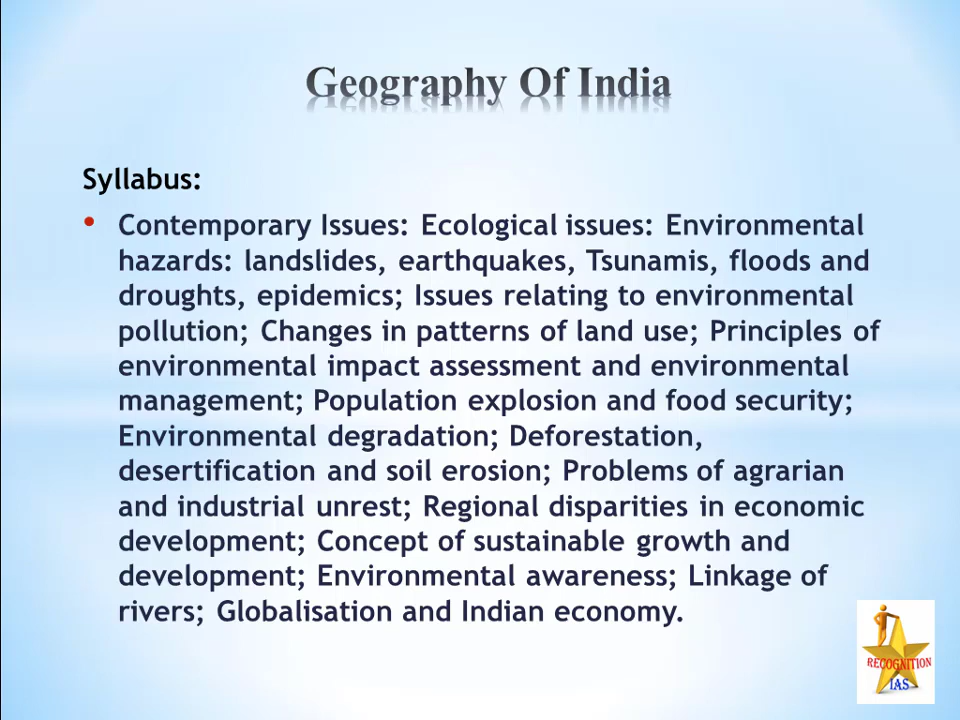 Geography Of India
Syllabus:
• Contemporary Issues: Ecological issues: Environmental
hazards: landslides, earthquakes, Tsunamis, floods and
droughts, epidemics; Issues relating to environmental
pollution; Changes in patterns of land use; Principles of
environmental impact assessment and environmental
management; Population explosion and food security;
Environmental degradation; Deforestation,
desertification and soil erosion; Problems of agrarian
and industrial unrest; Regional disparities in economic
development; Concept of sustainable growth and
development; Environmental awareness; Linkage of
rivers; Globalisation and Indian economy.
RECOGNITION
IAS